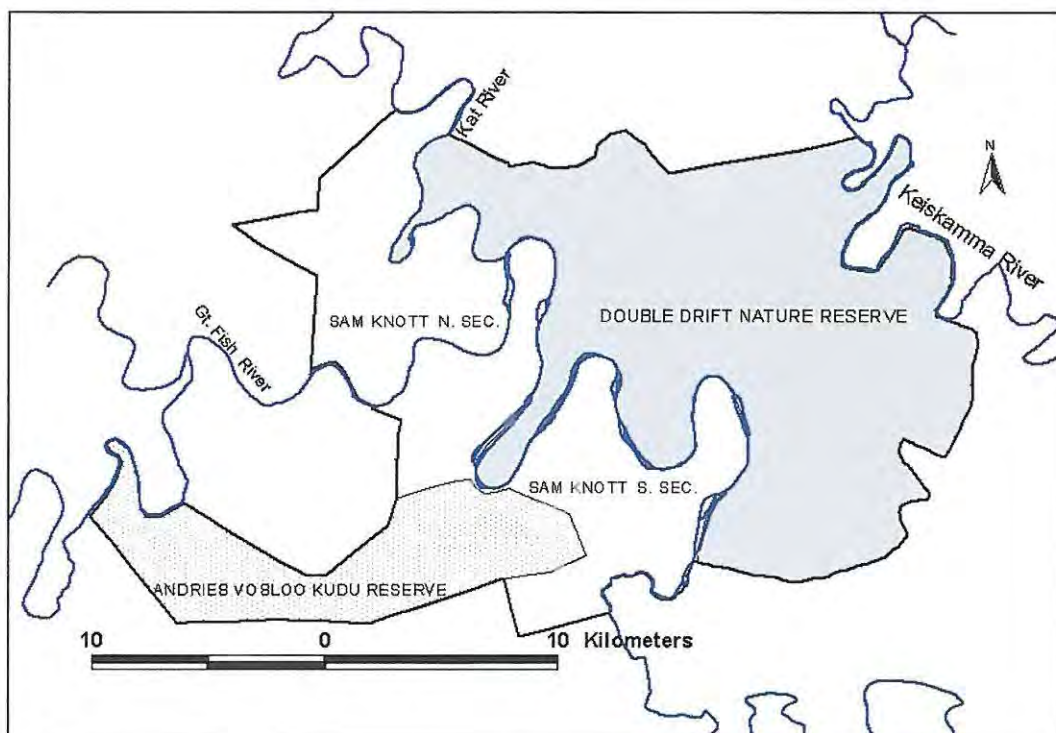 Kat River
N
Keiskamma River
SAM KNOTT N. SEC.
DOUBLE DRIFT NATURE RESERVE
Gt. Fish River
SAM KNOTT S. SEC.
ANDRIES VOSLOO KUDU RESERVE
10 0 10 Kilometers